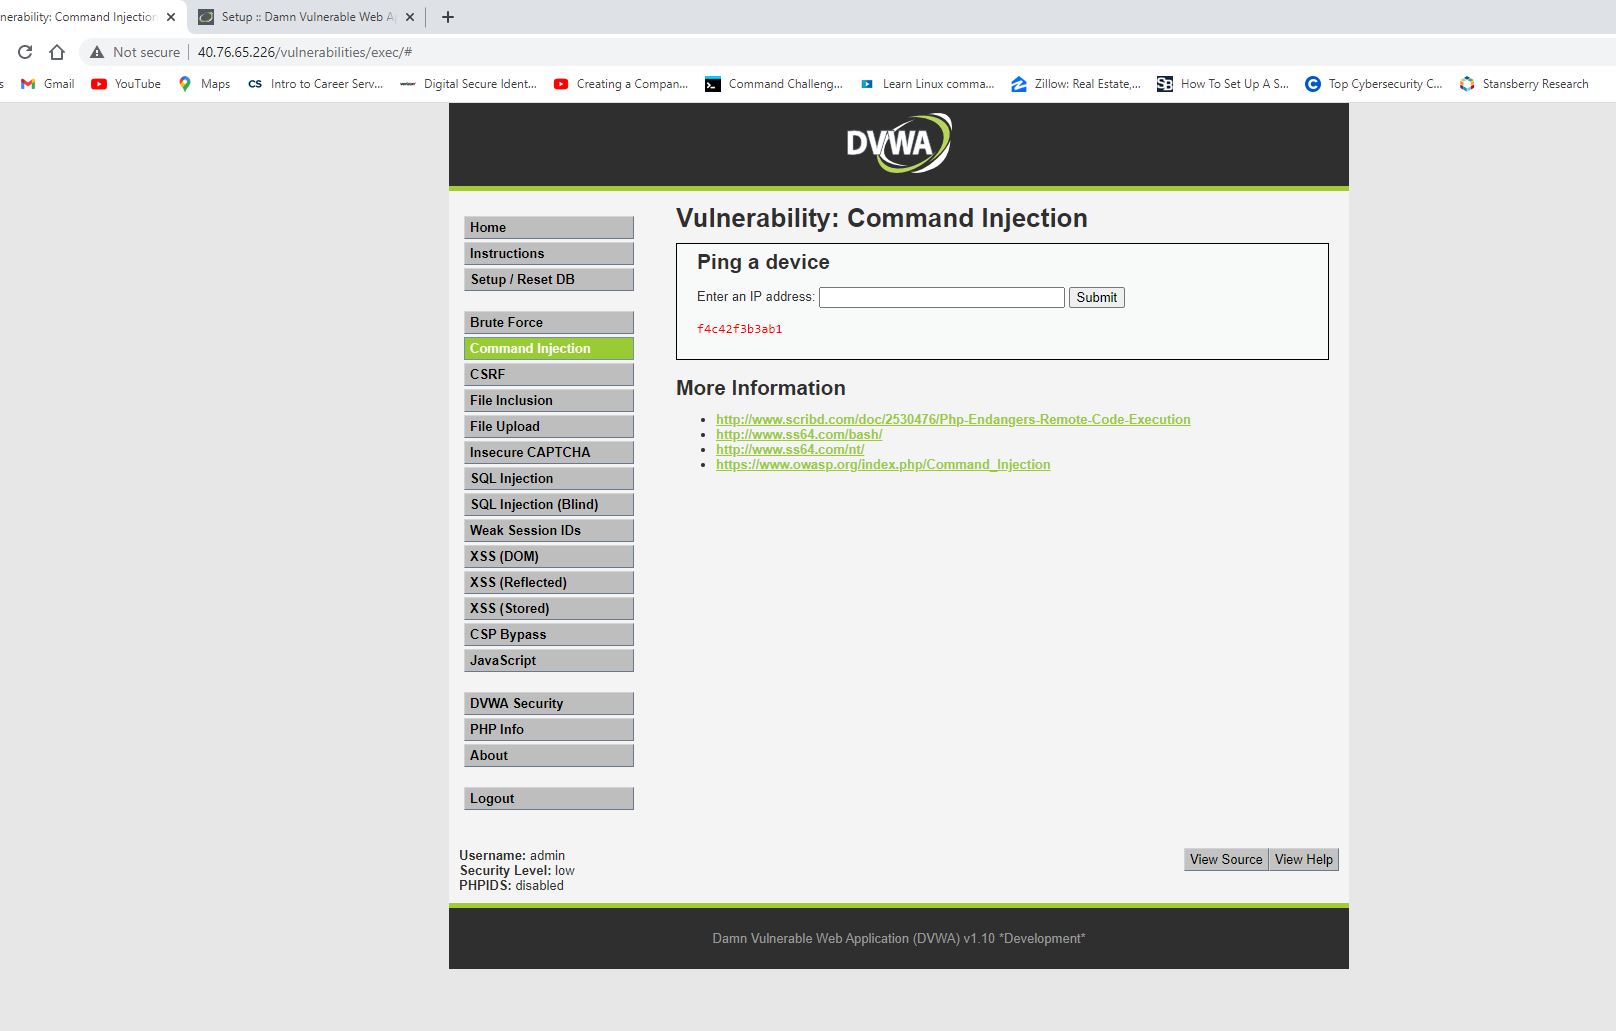 nerability: Command Injection
Setup :: Damn Vulnerable Web Ap
Not secure 40.76.65.226/vulnerabilities/exec/#
s Gmail YouTube Maps CS Intro to Career Serv... Digital Secure Ident... Creating a Compan... Command Challeng... Learn Linux comma... Zillow: Real Estate,... SB How To Set Up A S... C Top Cybersecurity C... Stansberry Research
DVWA
Home
Instructions
Setup / Reset DB
Brute Force
Command Injection
CSRF
File Inclusion
File Upload
Insecure CAPTCHA
SQL Injection
SQL Injection (Blind)
Weak Session IDs
XSS (DOM)
XSS (Reflected)
XSS (Stored)
CSP Bypass
JavaScript
DVWA Security
PHP Info
About
Logout
Vulnerability: Command Injection
Ping a device
Enter an IP address: Submit
f4c42f3b3ab1
More Information
http://www.scribd.com/doc/2530476/Php-Endangers-Remote-Code-Execution
http://www.ss64.com/bash/
http://www.ss64.com/nt/
https://www.owasp.org/index.php/Command_Injection
Username: admin
Security Level: low
PHPIDS: disabled
View Source View Help
Damn Vulnerable Web Application (DVWA) v1.10 *Development*